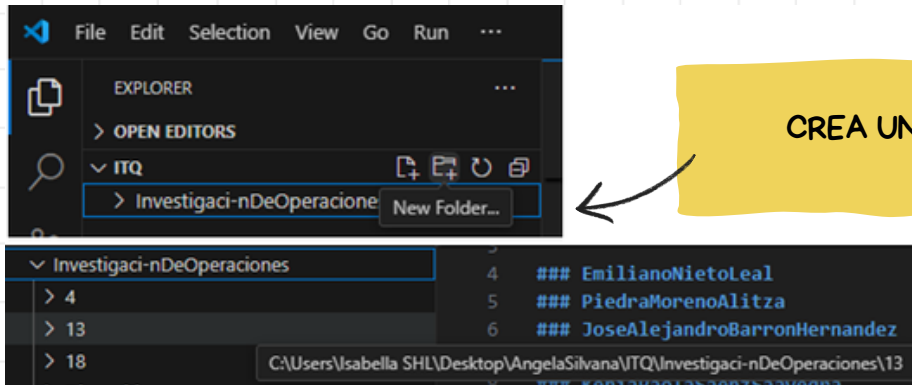 File Edit Selection View Go Run ...
EXPLORER ...
> OPEN EDITORS
ITQ
> Investigaci-nDeOperacione
New Folder...
CREA UN
Investigaci-nDeOperaciones
> 4
> 13
> 18
4 ### EmilianoNietoLeal
5 ### PiedraMorenoAlitza
6 ### JoseAlejandroBarronHernandez
C:\Users\Isabella SHL\Desktop\AngelaSilvana\ITQ\Investigaci-nDeOperaciones\13